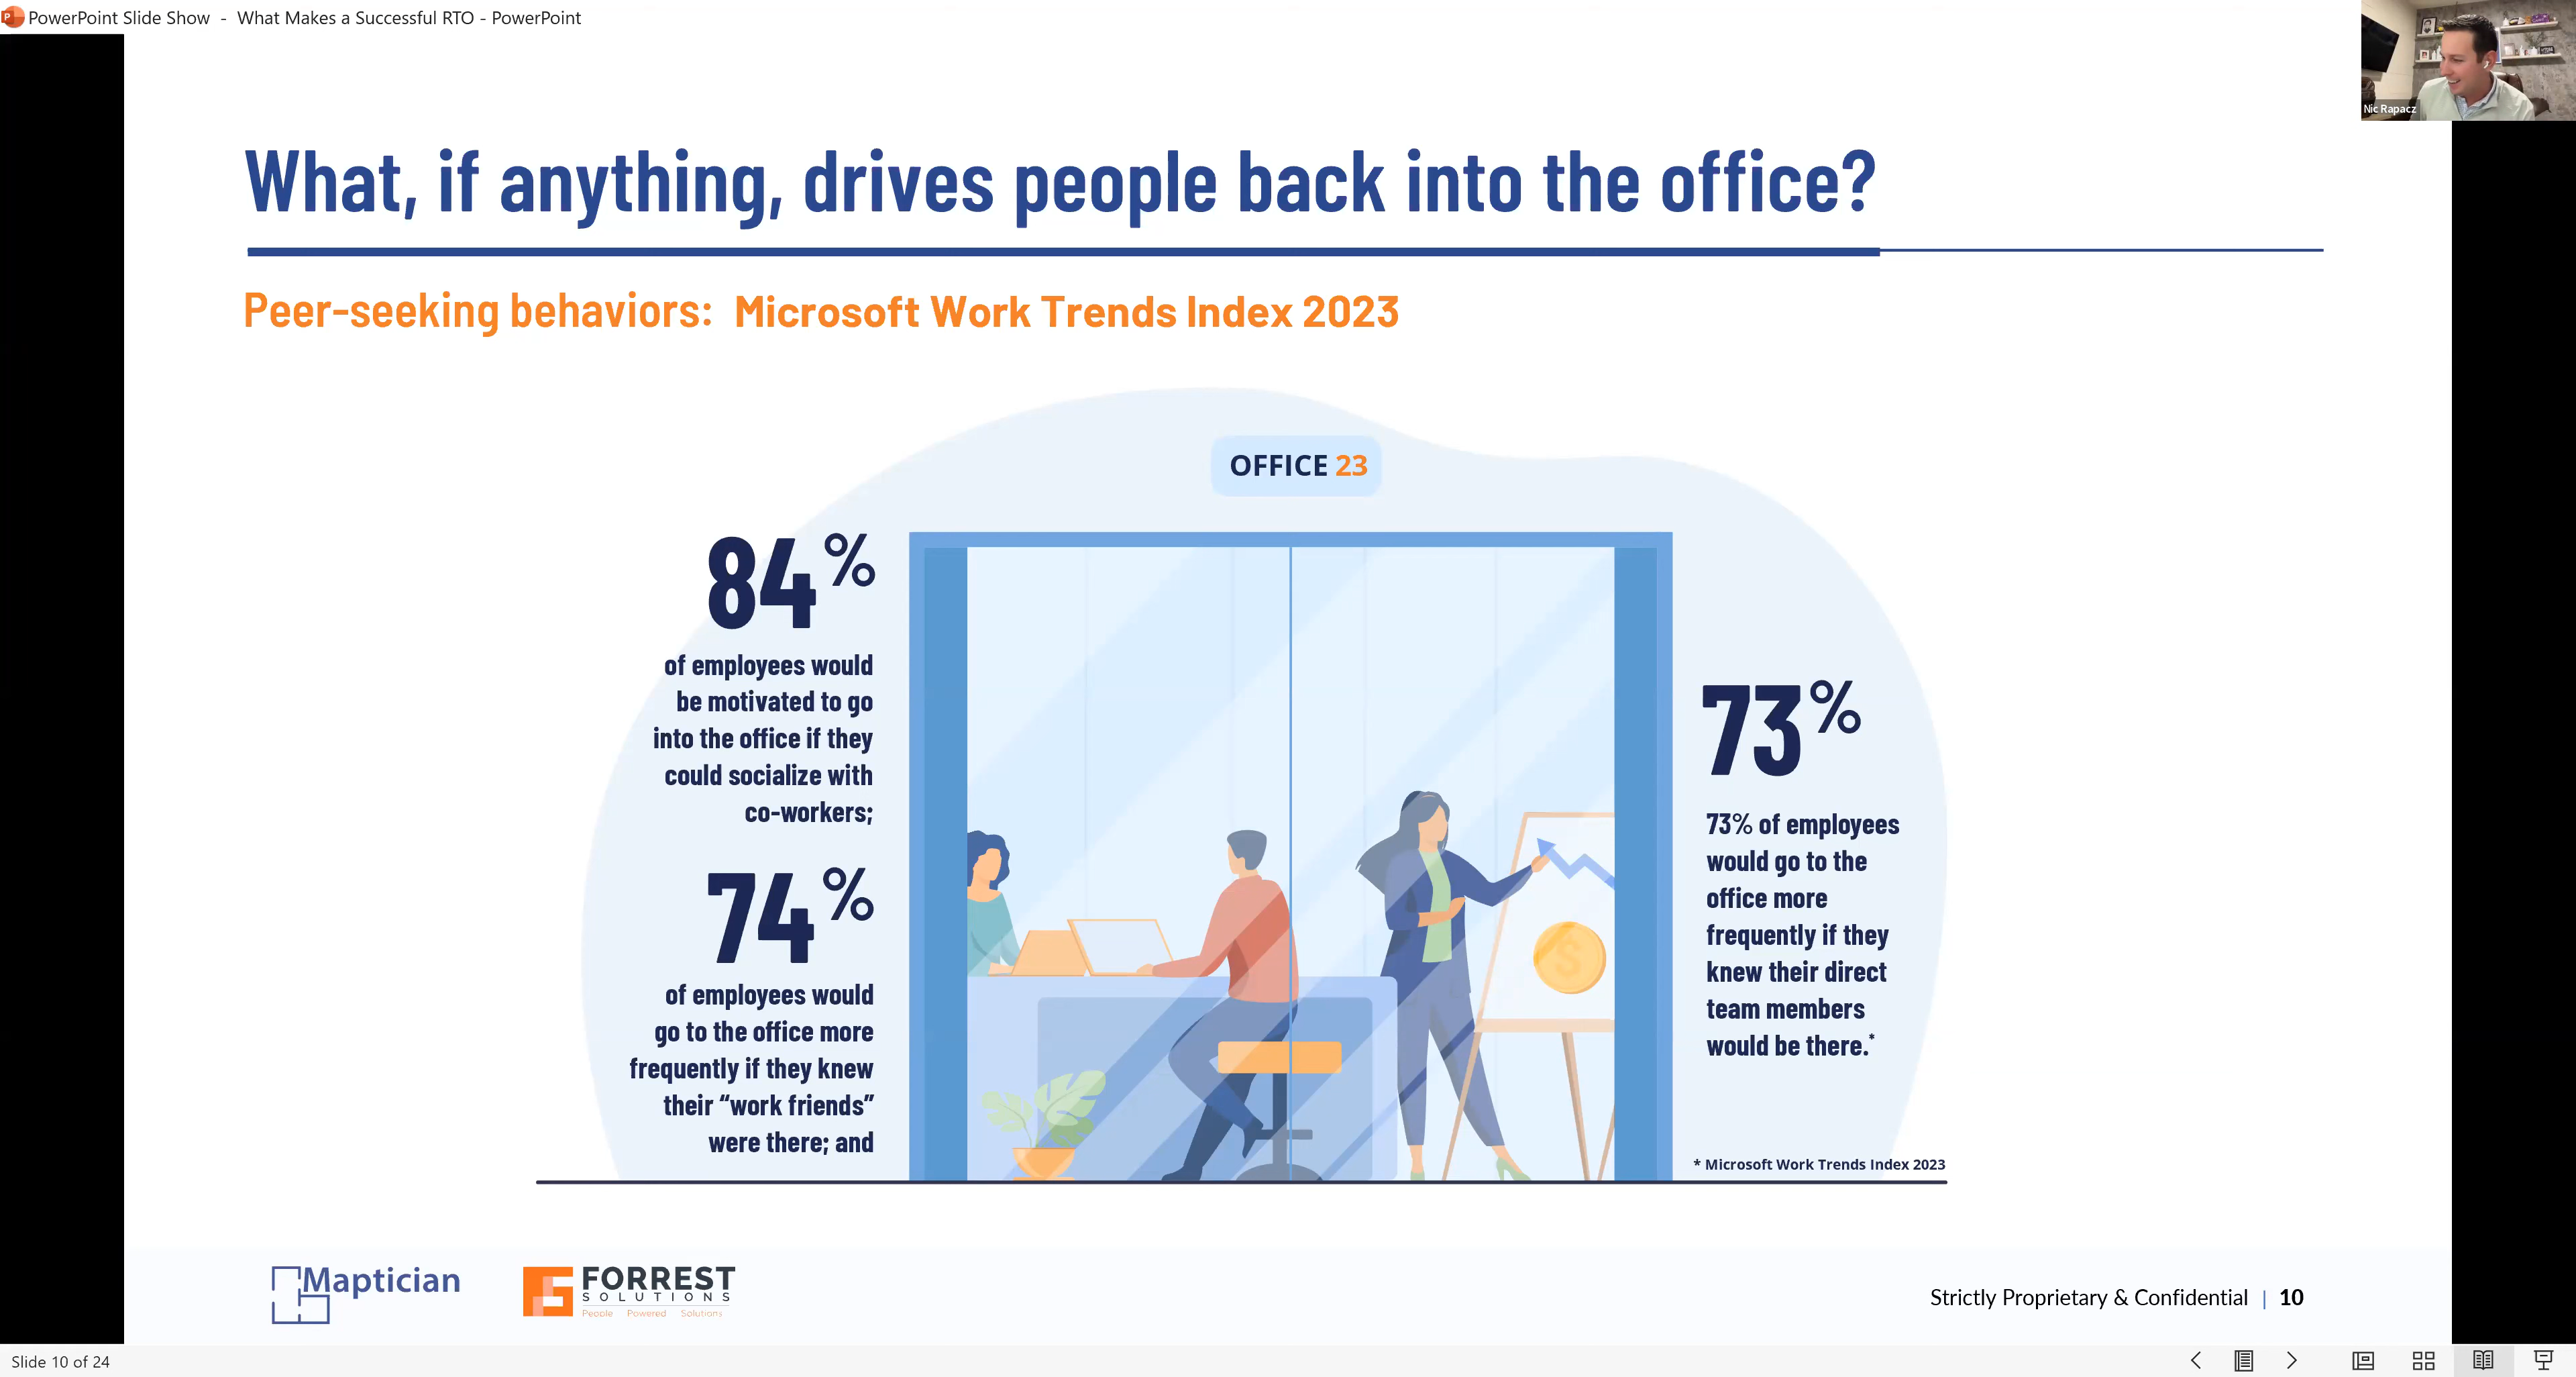 PowerPoint Slide Show - What Makes a Successful RTO - PowerPoint
Nic Rapacz
What, if anything, drives people back into the office?
Peer-seeking behaviors: Microsoft Work Trends Index 2023
OFFICE 23
84%
of employees would
be motivated to go
into the office if they
could socialize with
co-workers;
74%
of employees would
go to the office more
frequently if they knew
their “work friends”
were there; and
73%
73% of employees
would go to the
office more
frequently if they
knew their direct
team members
would be there.*
$
* Microsoft Work Trends Index 2023
Maptician
FORREST
SOLUTIONS
People Powered Solutions
Strictly Proprietary & Confidential | 10
Slide 10 of 24